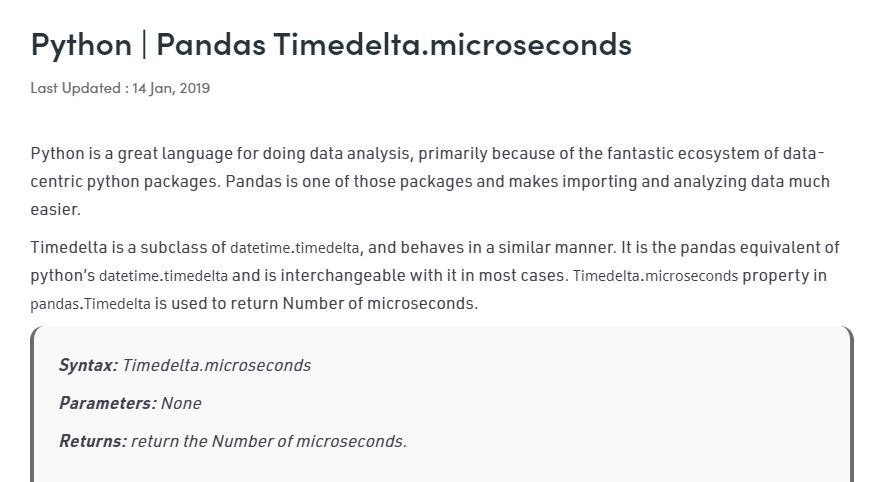 Python | Pandas Timedelta.microseconds
Last Updated : 14 Jan, 2019
Python is a great language for doing data analysis, primarily because of the fantastic ecosystem of data-
centric python packages. Pandas is one of those packages and makes importing and analyzing data much
easier.
Timedelta is a subclass of datetime.timedelta, and behaves in a similar manner. It is the pandas equivalent of
python's datetime.timedelta and is interchangeable with it in most cases. Timedelta.microseconds property in
pandas.Timedelta is used to return Number of microseconds.
Syntax: Timedelta.microseconds
Parameters: None
Returns: return the Number of microseconds.